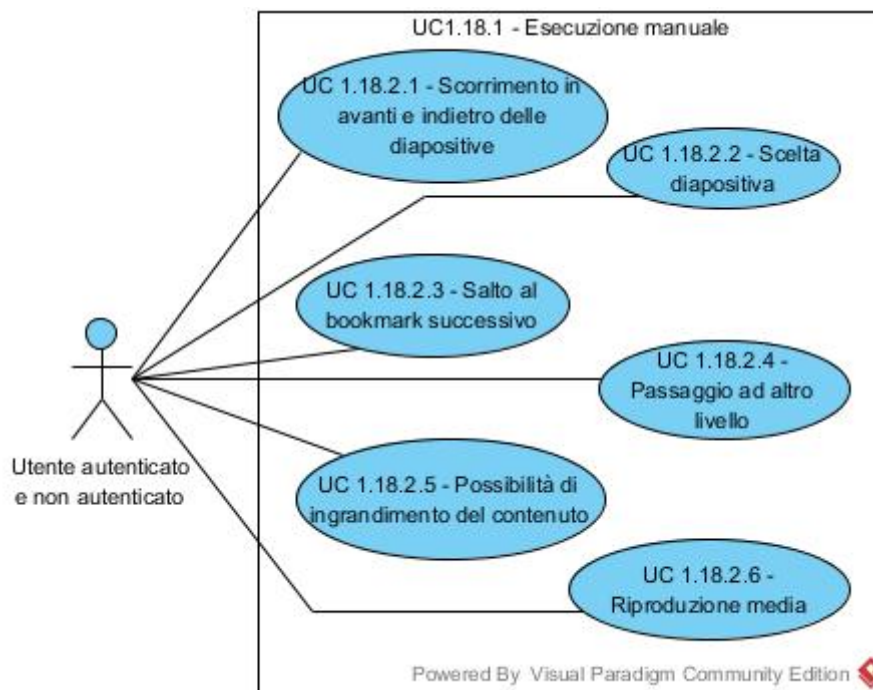 UC1.18.1 - Esecuzione manuale
UC 1.18.2.1 - Scorrimento in
avanti e indietro delle
diapositive
UC 1.18.2.2 - Scelta
diapositiva
UC 1.18.2.3 - Salto al
bookmark successivo
UC 1.18.2.4 -
Passaggio ad altro
livello
Utente autenticato
e non autenticato
UC 1.18.2.5 - Possibilità di
ingrandimento del contenuto
UC 1.18.2.6 -
Riproduzione media
Powered By Visual Paradigm Community Edition